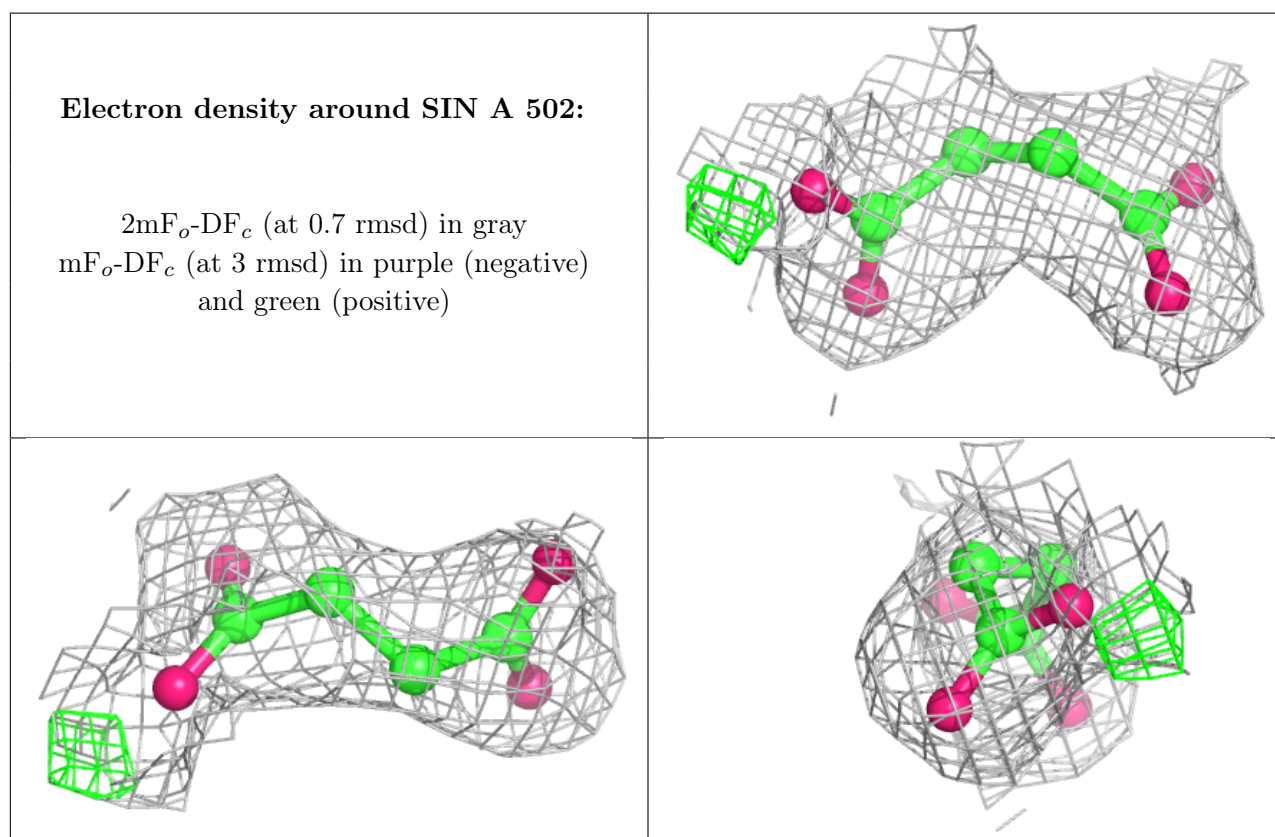 Electron density around SIN A 502:
2mFₒ-DF𝒸 (at 0.7 rmsd) in gray
mFₒ-DF𝒸 (at 3 rmsd) in purple (negative)
and green (positive)